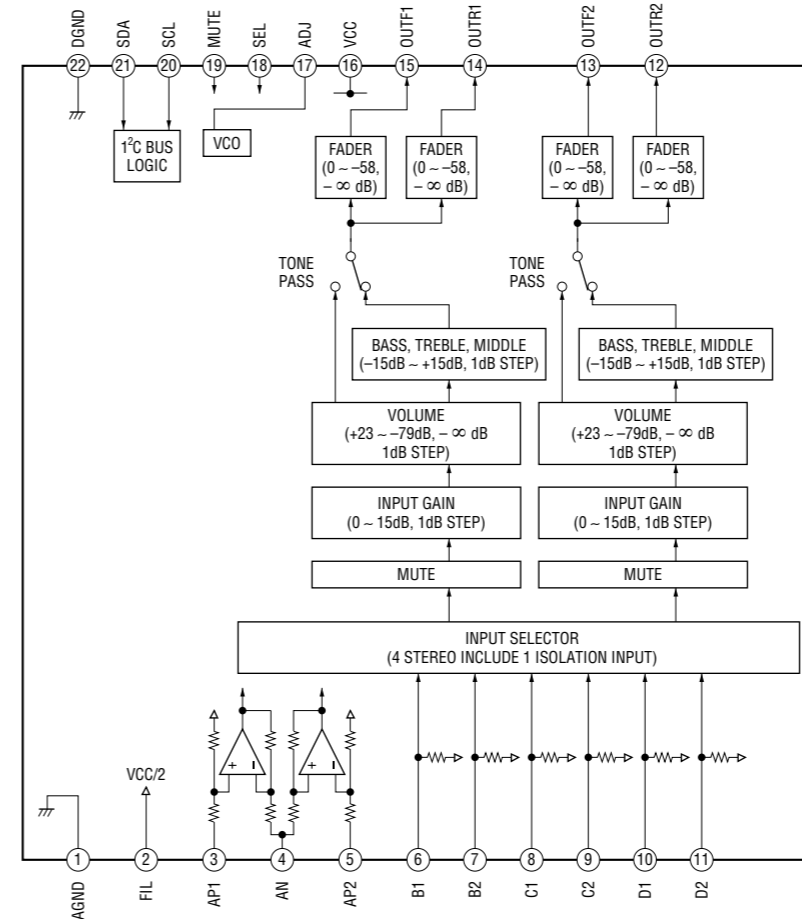 DGND
SDA
SCL
MUTE
SEL
ADJ
VCC
OUTF1
OUTR1
OUTF2
OUTR2
22
21
20
19
18
17
16
15
14
13
12
1²C BUS
LOGIC
VCO
FADER
(0 ~ –58,
– ∞ dB)
FADER
(0 ~ –58,
– ∞ dB)
FADER
(0 ~ –58,
– ∞ dB)
FADER
(0 ~ –58,
– ∞ dB)
TONE
PASS
TONE
PASS
BASS, TREBLE, MIDDLE
(–15dB ~ +15dB, 1dB STEP)
BASS, TREBLE, MIDDLE
(–15dB ~ +15dB, 1dB STEP)
VOLUME
(+23 ~ –79dB, – ∞ dB
1dB STEP)
VOLUME
(+23 ~ –79dB, – ∞ dB
1dB STEP)
INPUT GAIN
(0 ~ 15dB, 1dB STEP)
INPUT GAIN
(0 ~ 15dB, 1dB STEP)
MUTE
MUTE
INPUT SELECTOR
(4 STEREO INCLUDE 1 ISOLATION INPUT)
VCC/2
+ –
+ –
1
2
3
4
5
6
7
8
9
10
11
AGND
FIL
AP1
AN
AP2
B1
B2
C1
C2
D1
D2